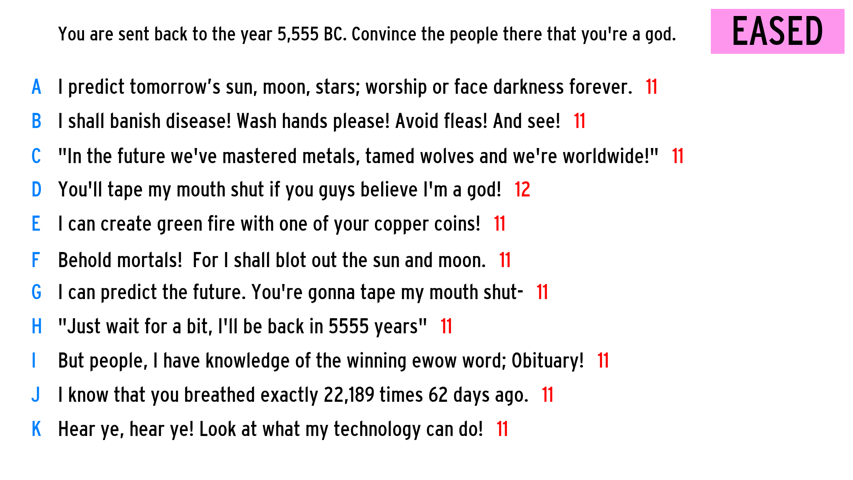 You are sent back to the year 5,555 BC. Convince the people there that you're a god.
EASED
A I predict tomorrow's sun, moon, stars; worship or face darkness forever. 11
B I shall banish disease! Wash hands please! Avoid fleas! And see! 11
C "In the future we've mastered metals, tamed wolves and we're worldwide!" 11
D You'll tape my mouth shut if you guys believe I'm a god! 12
E I can create green fire with one of your copper coins! 11
F Behold mortals! For I shall blot out the sun and moon. 11
G I can predict the future. You're gonna tape my mouth shut- 11
H "Just wait for a bit, I'll be back in 5555 years" 11
I But people, I have knowledge of the winning ewow word; Obituary! 11
J I know that you breathed exactly 22,189 times 62 days ago. 11
K Hear ye, hear ye! Look at what my technology can do! 11